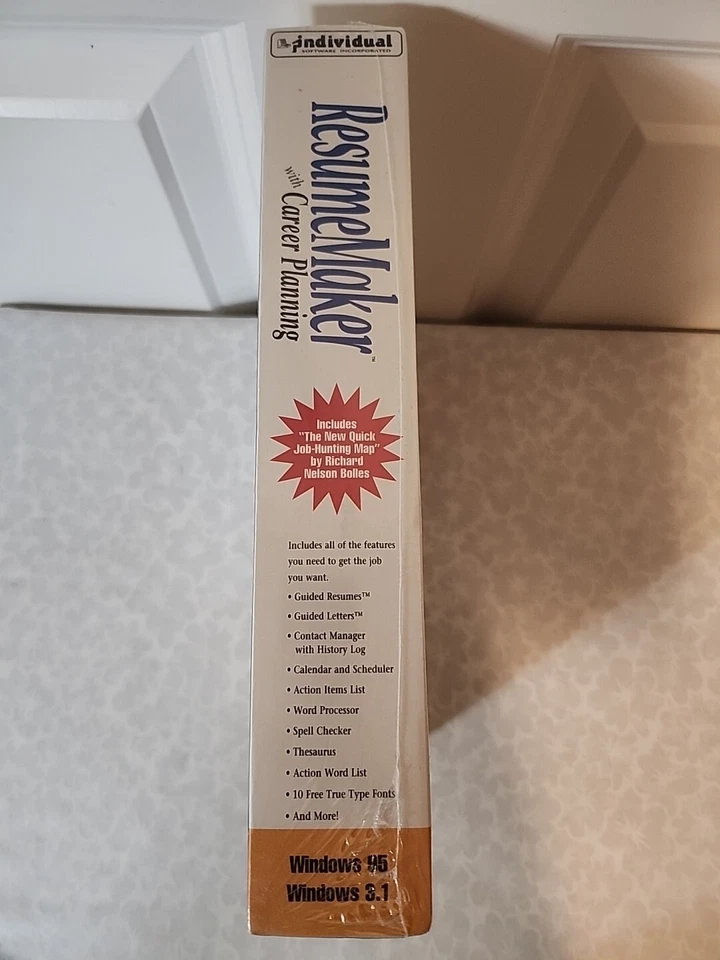 individual
SOFTWARE INCORPORATED
ResumeMaker™
with Career Planning
Includes
"The New Quick
Job-Hunting Map"
by Richard
Nelson Bolles
Includes all of the features
you need to get the job
you want.
• Guided Resumes™
• Guided Letters™
• Contact Manager
with History Log
• Calendar and Scheduler
• Action Items List
• Word Processor
• Spell Checker
• Thesaurus
• Action Word List
• 10 Free True Type Fonts
• And More!
Windows 95
Windows 3.1